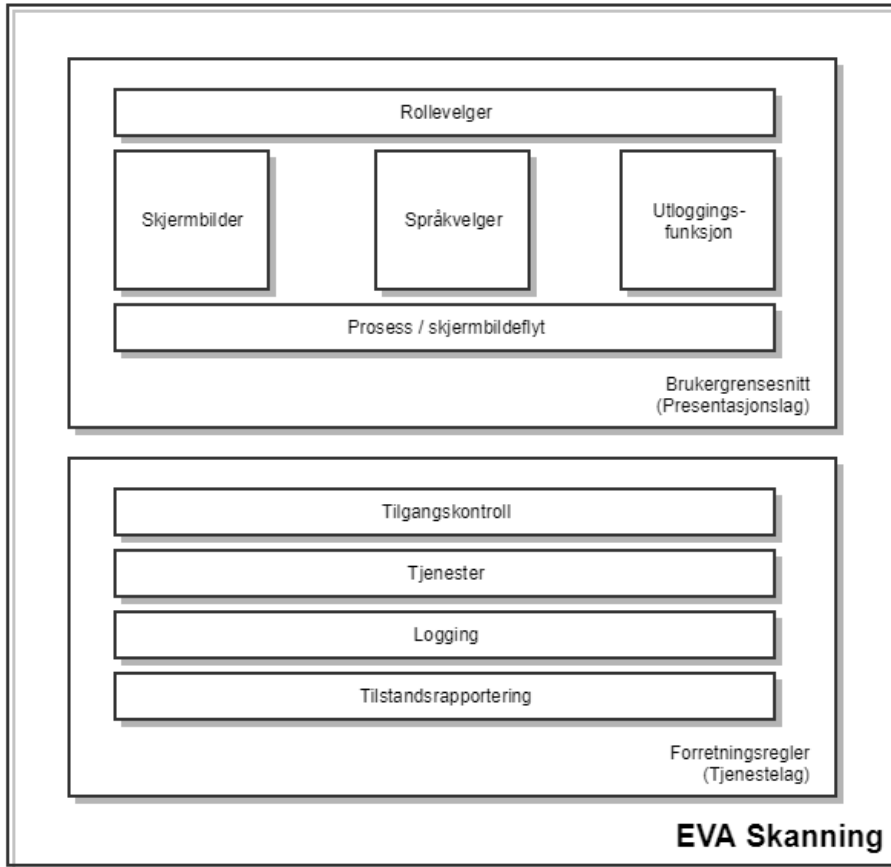 Rollevelger
Skjermbilder
Språkvelger
Utloggings-
funksjon
Prosess / skjermbildeflyt
Brukergrensesnitt
(Presentasjonslag)
Tilgangskontroll
Tjenester
Logging
Tilstandsrapportering
Forretningsregler
(Tjenestelag)
EVA Skanning